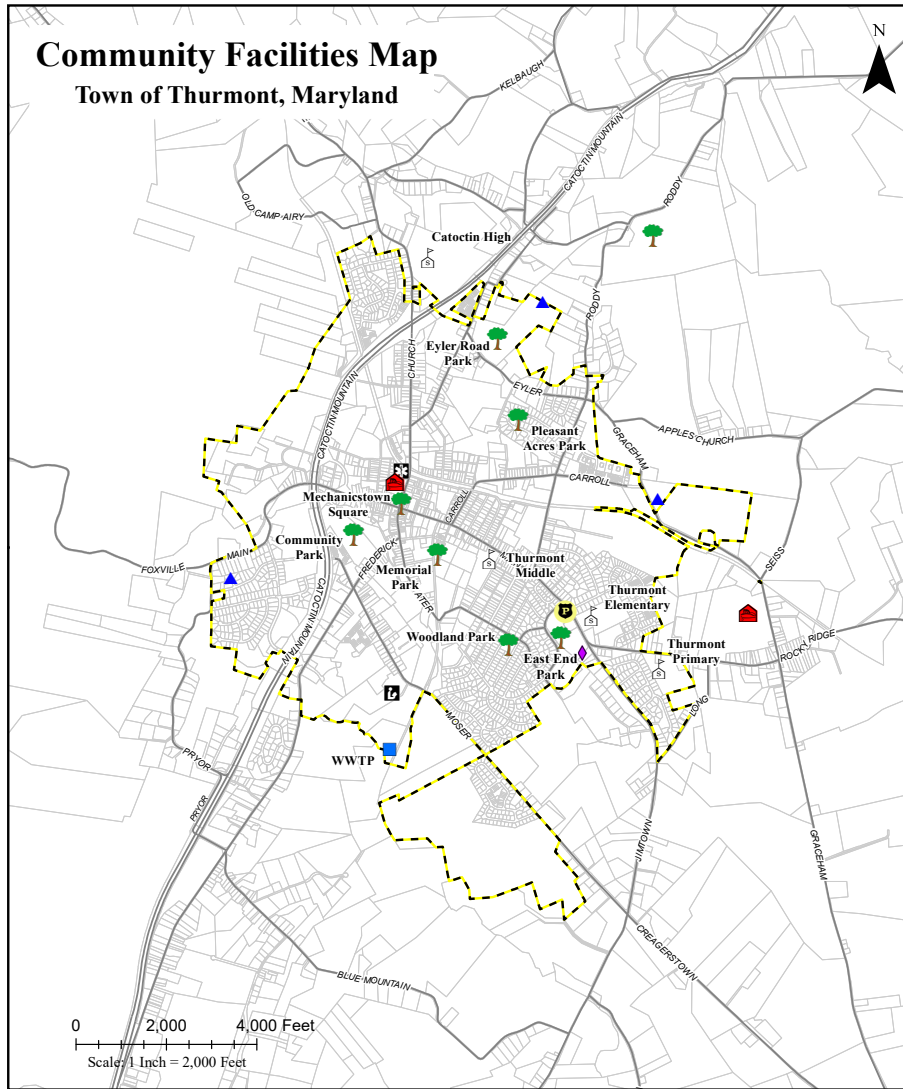 Community Facilities Map
Town of Thurmont, Maryland
N
KELBAUGH
CATOCTIN MOUNTAIN
RODDY
OLD CAMP AIRY
Catoctin High
S
RODDY
CHURCH
Eyler Road
Park
EYLER
CATOCTIN MOUNTAIN
Pleasant
Acres Park
GRACEHAM
APPLES CHURCH
CARROLL
CARROLL
Mechanicstown
Square
Community
Park
FREDERICK
MAIN
FOXVILLE
Memorial
Park
Thurmont
Middle
S
SEISS
CATOCTIN MOUNTAIN
Thurmont
Elementary
S
P
Woodland Park
East End
Park
Thurmont
Primary
S
ROCKY RIDGE
LONG
MOSER
WWTP
PRYOR
PRYOR
JIMTOWN
GRACEHAM
CREAGERSTOWN
BLUE MOUNTAIN
0 2,000 4,000 Feet
Scale: 1 Inch = 2,000 Feet